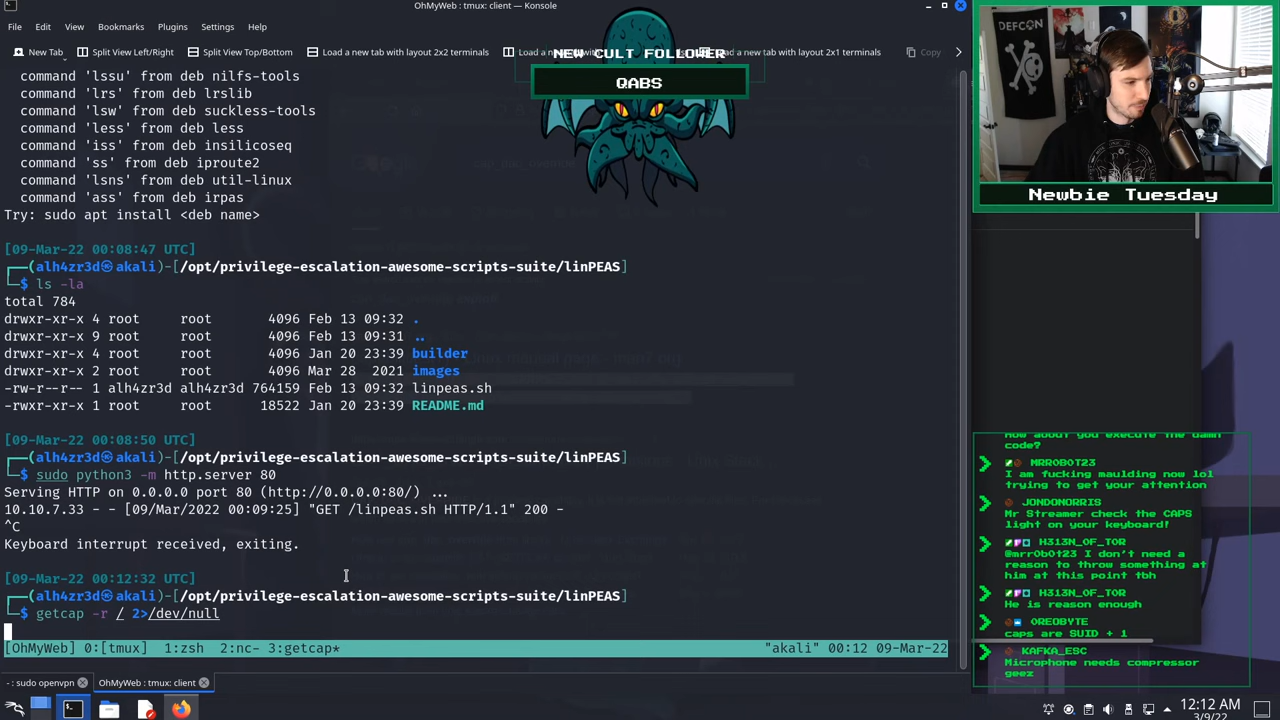 OhMyWeb : tmux: client — Konsole
File Edit View Bookmarks Plugins Settings Help
New Tab Split View Left/Right Split View Top/Bottom Load a new tab with layout 2x2 terminals Load a new tab with layout 2x1 terminals Copy
W CULT FOLLOWE
QABS
command 'lssu' from deb nilfs-tools
command 'lrs' from deb lrslib
command 'lsw' from deb suckless-tools
command 'less' from deb less
command 'iss' from deb insilicoseq
command 'ss' from deb iproute2
command 'lsns' from deb util-linux
command 'ass' from deb irpas
Try: sudo apt install <deb name>
[09-Mar-22 00:08:47 UTC]
(alh4zr3d㉿akali)-[/opt/privilege-escalation-awesome-scripts-suite/linPEAS]
$ ls -la
total 784
drwxr-xr-x 4 root root 4096 Feb 13 09:32 .
drwxr-xr-x 9 root root 4096 Feb 13 09:31 ..
drwxr-xr-x 4 root root 4096 Jan 20 23:39 builder
drwxr-xr-x 2 root root 4096 Mar 28 2021 images
-rw-r--r-- 1 alh4zr3d alh4zr3d 764159 Feb 13 09:32 linpeas.sh
-rwxr-xr-x 1 root root 18522 Jan 20 23:39 README.md
[09-Mar-22 00:08:50 UTC]
(alh4zr3d㉿akali)-[/opt/privilege-escalation-awesome-scripts-suite/linPEAS]
$ sudo python3 -m http.server 80
Serving HTTP on 0.0.0.0 port 80 (http://0.0.0.0:80/) ...
10.10.7.33 - - [09/Mar/2022 00:09:23] "GET /linpeas.sh HTTP/1.1" 200 -
^C
Keyboard interrupt received, exiting.
[09-Mar-22 00:12:32 UTC]
(alh4zr3d㉿akali)-[/opt/privilege-escalation-awesome-scripts-suite/linPEAS]
$ getcap -r / 2>/dev/null
[OhMyWeb] 0:[tmux] 1:zsh 2:nc- 3:getcap* "akali" 00:12 09-Mar-22
- : sudo openvpn OhMyWeb : tmux: client
DEFCON
Newbie Tuesday
How about you execute the damn
code?
MRR0B0T23
I am fucking maulding now lol
trying to get your attention
JONDONORRIS
Mr Streamer check the CAPS
light on your keyboard!
H313N_OF_TOR
@mrr0b0t23 I don't need a
reason to throw something at
him at this point tbh
H313N_OF_TOR
He is reason enough
0REOBYTE
caps are SUID + 1
KAFKA_ESC
Microphone needs compressor
geez
12:12 AM
3/9/22